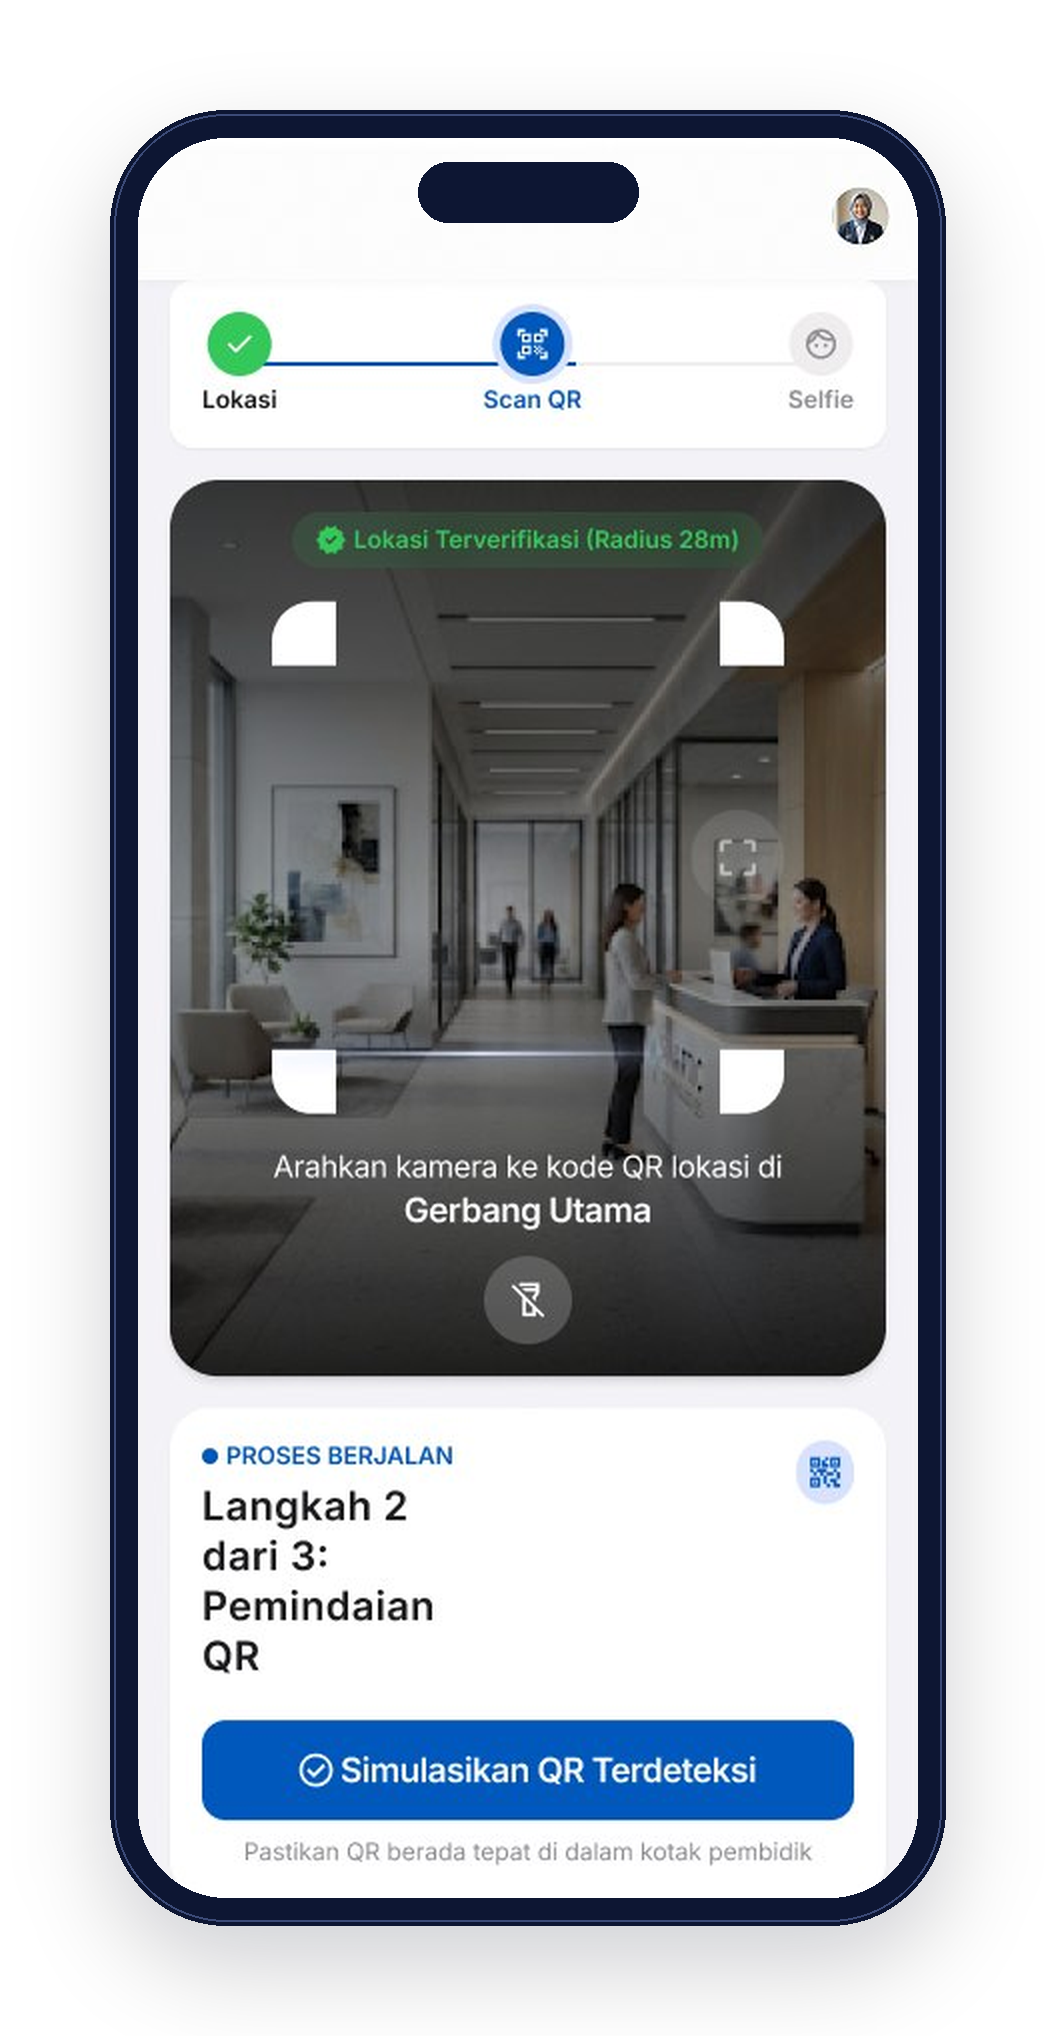 Lokasi
Scan QR
Selfie
Lokasi Terverifikasi (Radius 28m)
Arahkan kamera ke kode QR lokasi di
Gerbang Utama
PROSES BERJALAN
Langkah 2
dari 3:
Pemindaian
QR
Simulasikan QR Terdeteksi
Pastikan QR berada tepat di dalam kotak pembidik